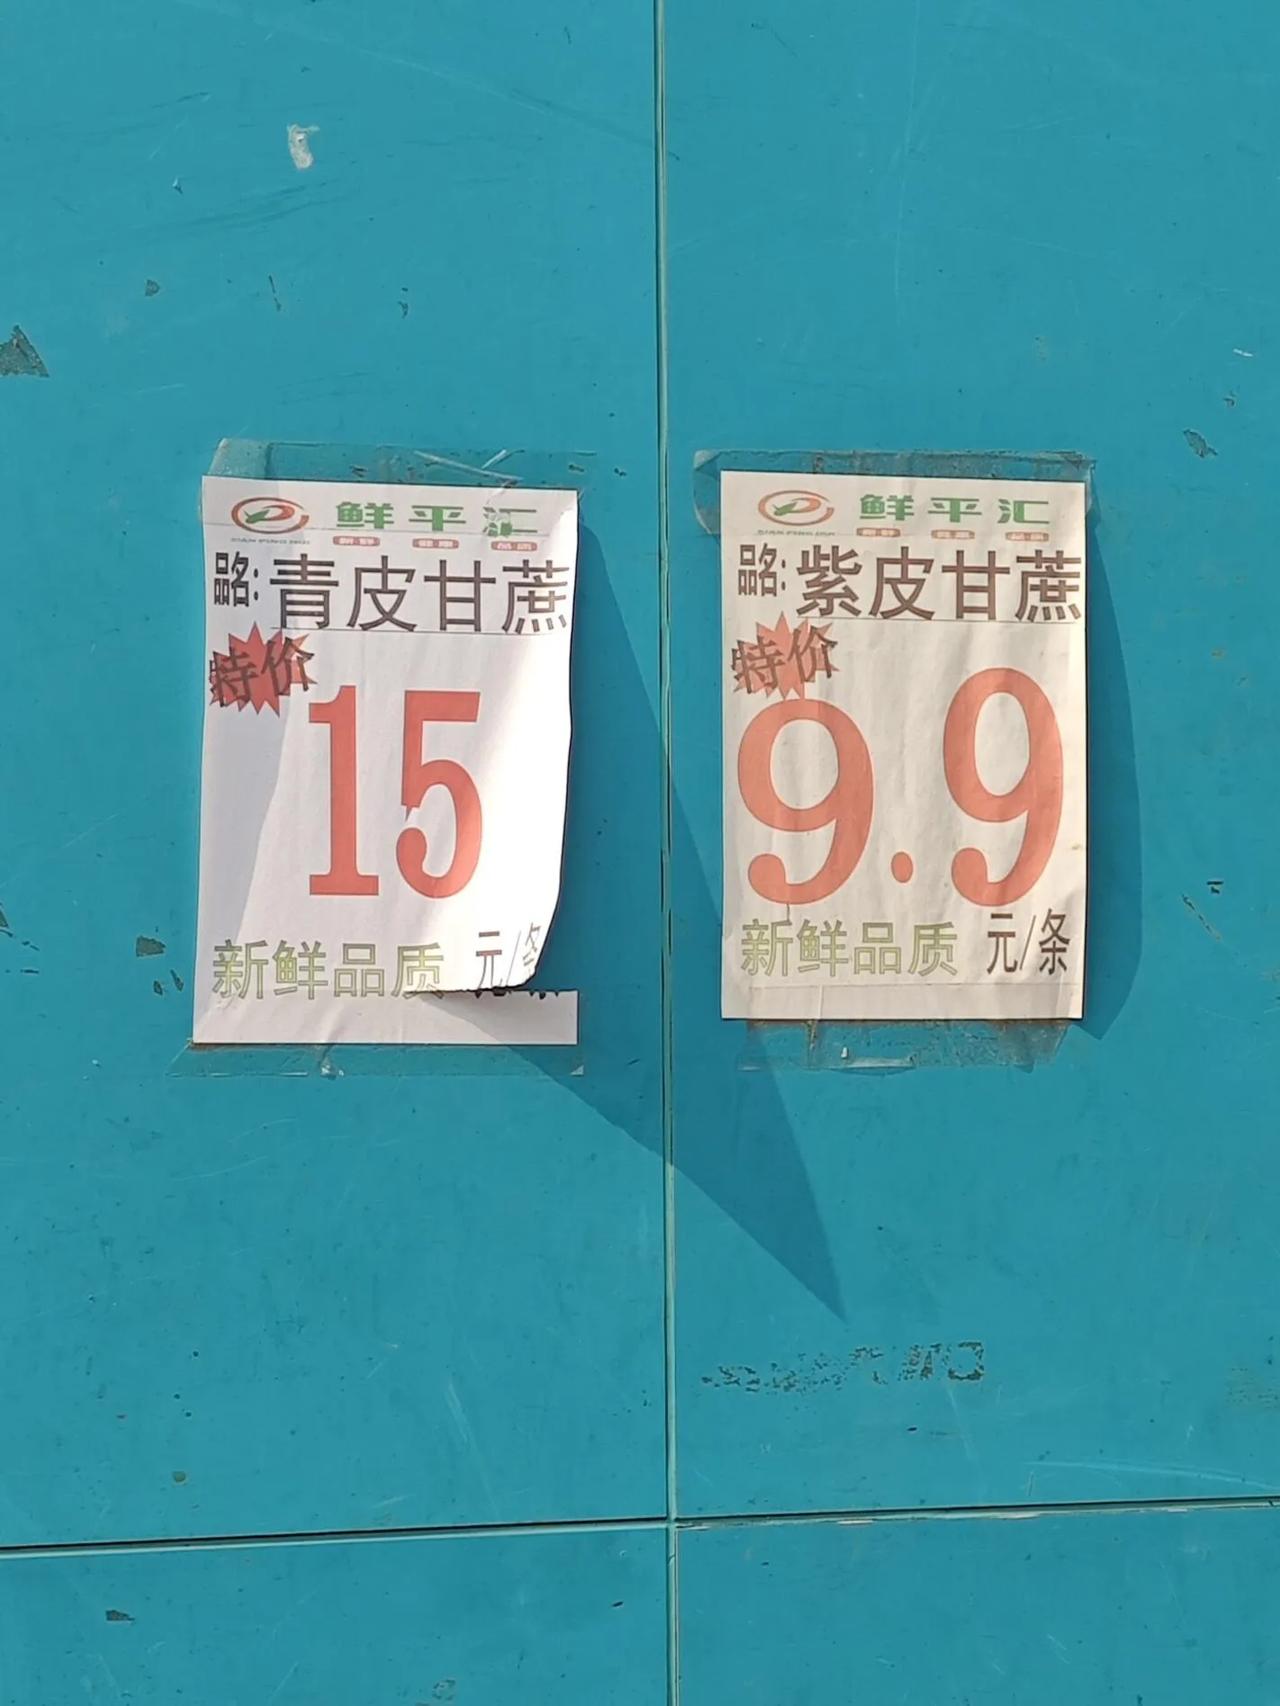 鲜平汇
品名:青皮甘蔗
特价
15
新鲜品质 元/条
鲜平汇
品名:紫皮甘蔗
特价
9.9
新鲜品质 元/条